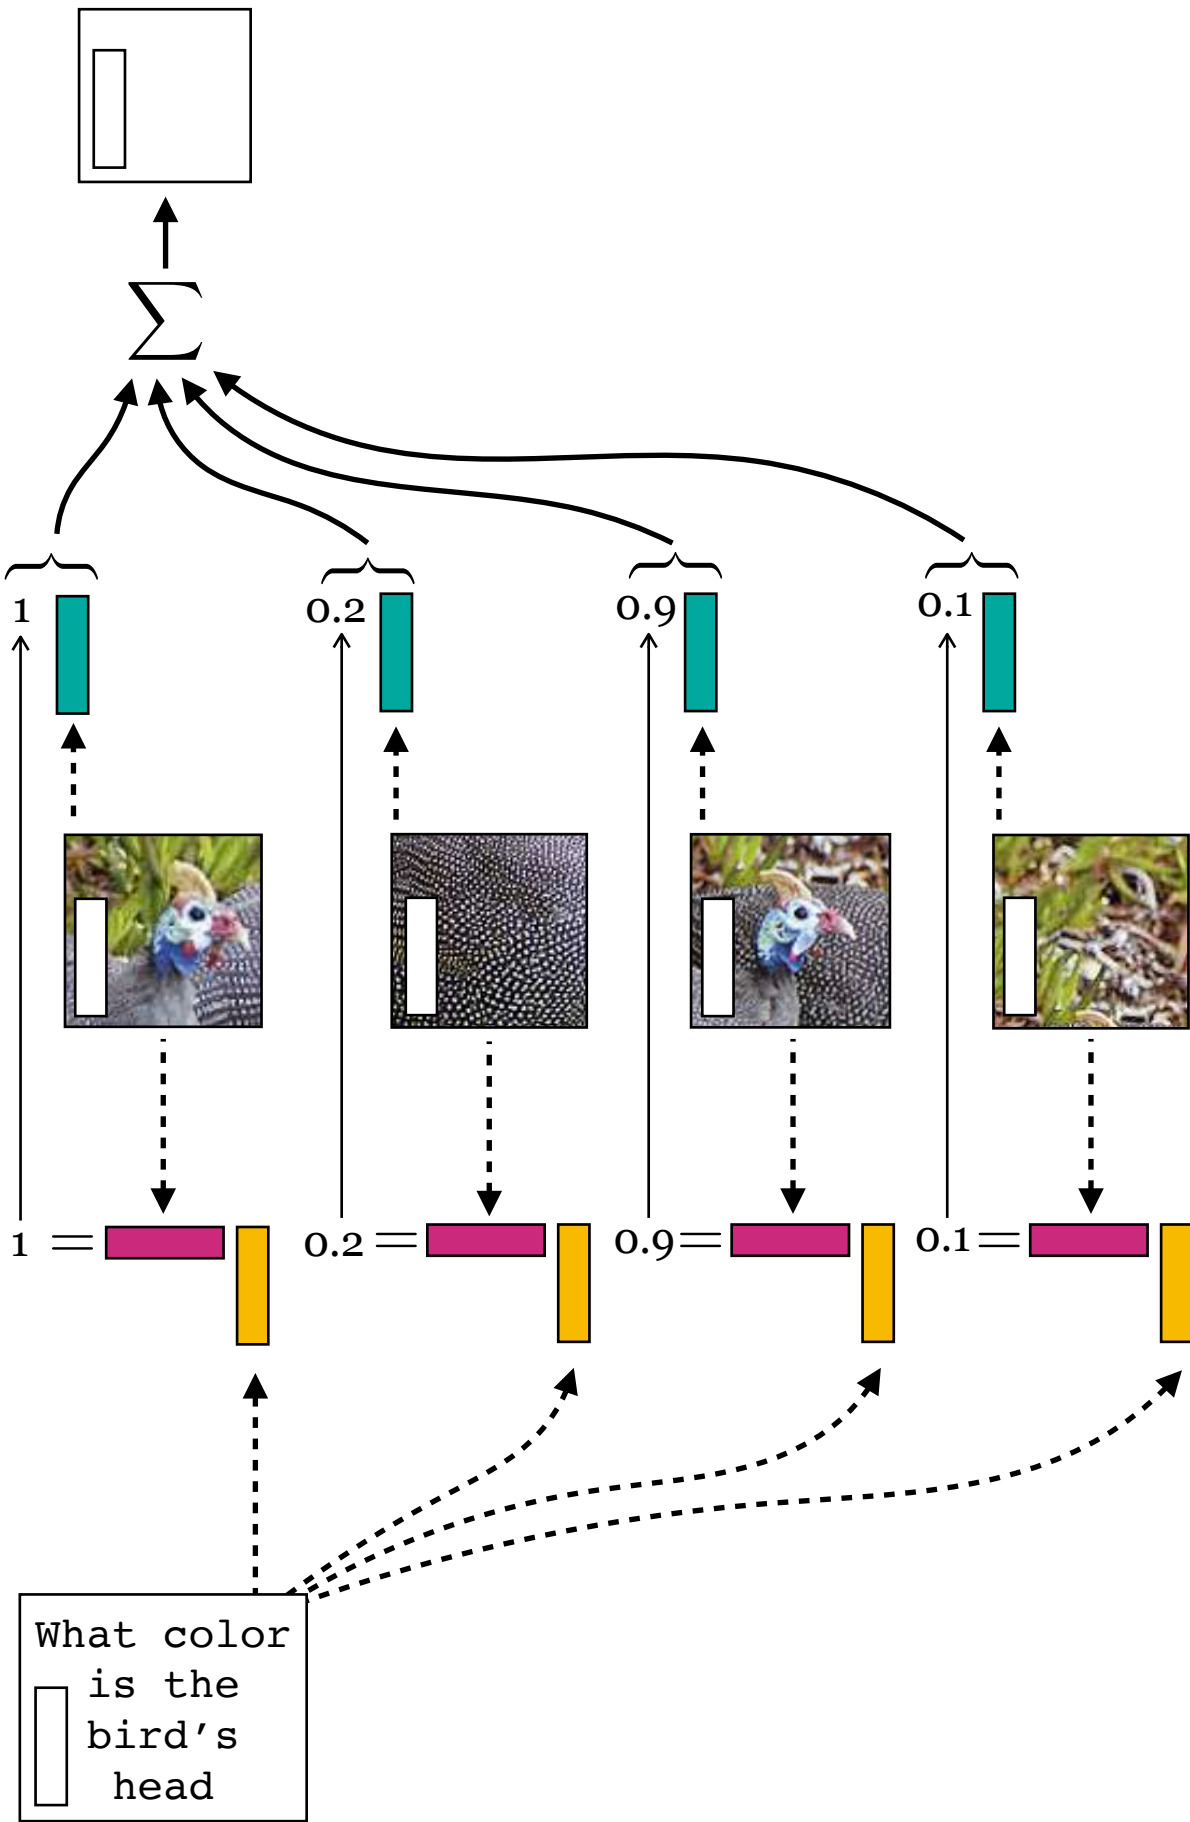 ∑
1 0.2 0.9 0.1
1 = 0.2 = 0.9 = 0.1 =
What color
is the
bird's
head